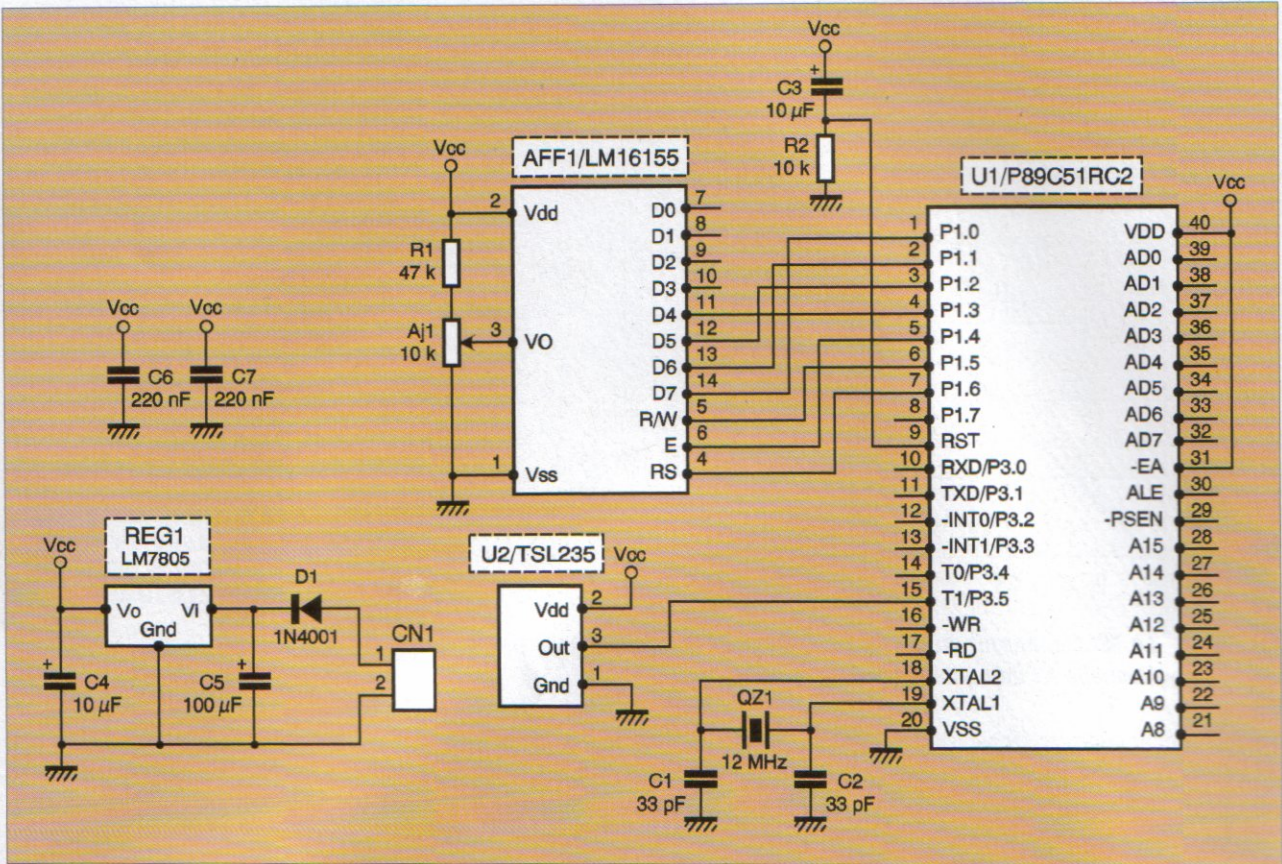 Vcc
+
C3
10 µF
R2
10 k
AFF1/LM16155
Vcc
2
Vdd
R1
47 k
Aj1
10 k
3
VO
1
Vss
D0
7
D1
8
D2
9
D3
10
D4
11
D5
12
D6
13
D7
14
R/W
5
E
6
RS
4
U1/P89C51RC2
Vcc
1
P1.0
2
P1.1
3
P1.2
4
P1.3
5
P1.4
6
P1.5
7
P1.6
8
P1.7
9
RST
10
RXD/P3.0
11
TXD/P3.1
12
-INT0/P3.2
13
-INT1/P3.3
14
T0/P3.4
15
T1/P3.5
16
-WR
17
-RD
18
XTAL2
19
XTAL1
20
VSS
VDD
40
AD0
39
AD1
38
AD2
37
AD3
36
AD4
35
AD5
34
AD6
33
AD7
32
-EA
31
ALE
30
-PSEN
29
A15
28
A14
27
A13
26
A12
25
A11
24
A10
23
A9
22
A8
21
Vcc
C6
220 nF
Vcc
C7
220 nF
REG1
LM7805
Vcc
Vo
VI
Gnd
D1
1N4001
CN1
1
2
+
C4
10 µF
+
C5
100 µF
U2/TSL235
Vcc
Vdd
2
Out
3
Gnd
1
QZ1
12 MHz
C1
33 pF
C2
33 pF